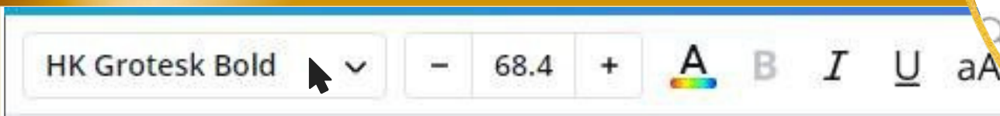 HK Grotesk Bold − 68.4 + A B I U aA